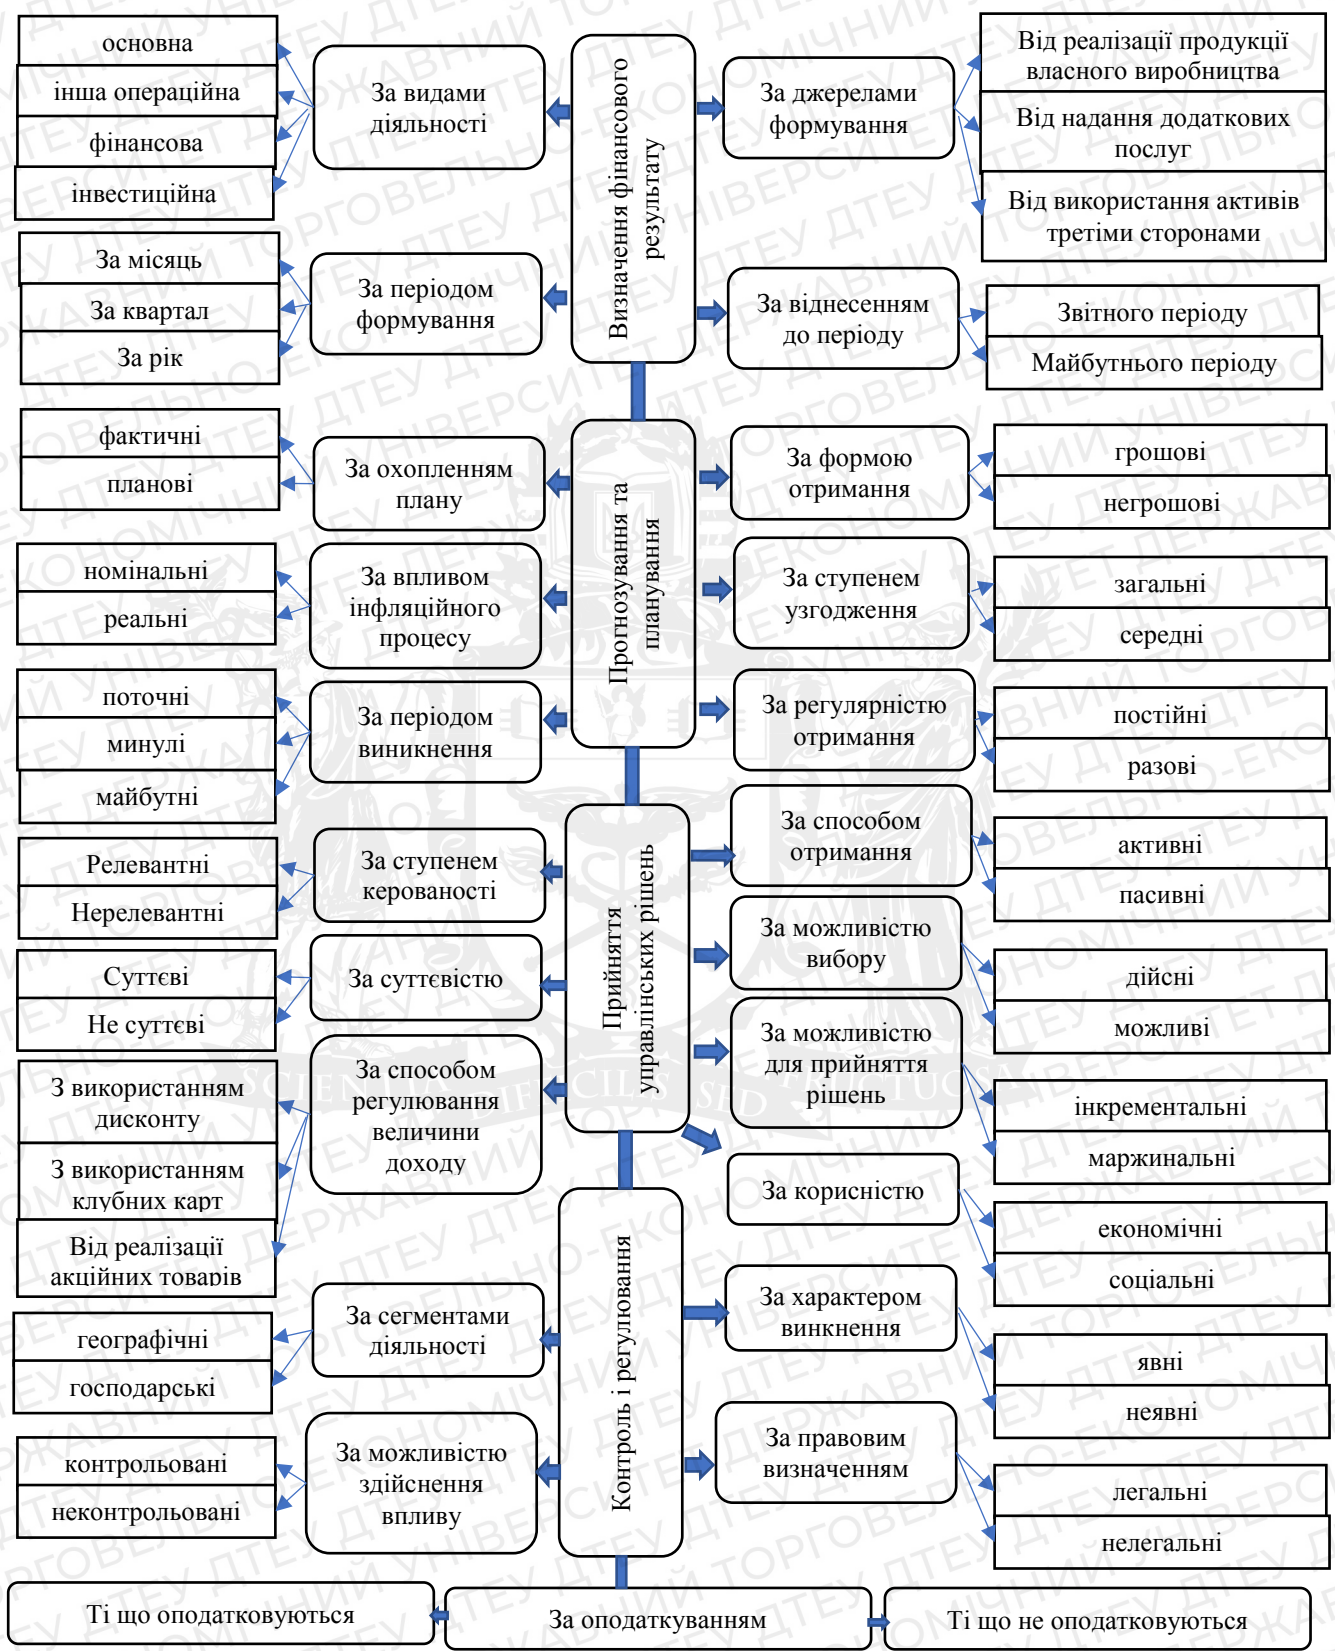 основна
інша операційна
фінансова
інвестиційна
За видами
діяльності
Визначення фінансового
результату
За джерелами
формування
Від реалізації продукції
власного виробництва
Від надання додаткових
послуг
Від використання активів
третіми сторонами
За місяць
За квартал
За рік
За періодом
формування
За віднесенням
до періоду
Звітного періоду
Майбутнього періоду
фактичні
планові
За охопленням
плану
Прогнозування та
планування
За формою
отримання
грошові
негрошові
номінальні
реальні
За впливом
інфляційного
процесу
За ступенем
узгодження
загальні
середні
поточні
минулі
майбутні
За періодом
виникнення
За регулярністю
отримання
постійні
разові
Релевантні
Нерелевантні
За ступенем
керованості
Прийняття
управлінських рішень
За способом
отримання
активні
пасивні
Суттєві
Не суттєві
За суттєвістю
За можливістю
вибору
дійсні
можливі
З використанням
дисконту
З використанням
клубних карт
Від реалізації
акційних товарів
За способом
регулювання
величини
доходу
За можливістю
для прийняття
рішень
інкрементальні
маржинальні
За корисністю
економічні
соціальні
географічні
господарські
За сегментами
діяльності
Контроль і регулювання
За характером
винкнення
явні
неявні
контрольовані
неконтрольовані
За можливістю
здійснення
впливу
За правовим
визначенням
легальні
нелегальні
Ті що оподатковуються
За оподаткуванням
Ті що не оподатковуються